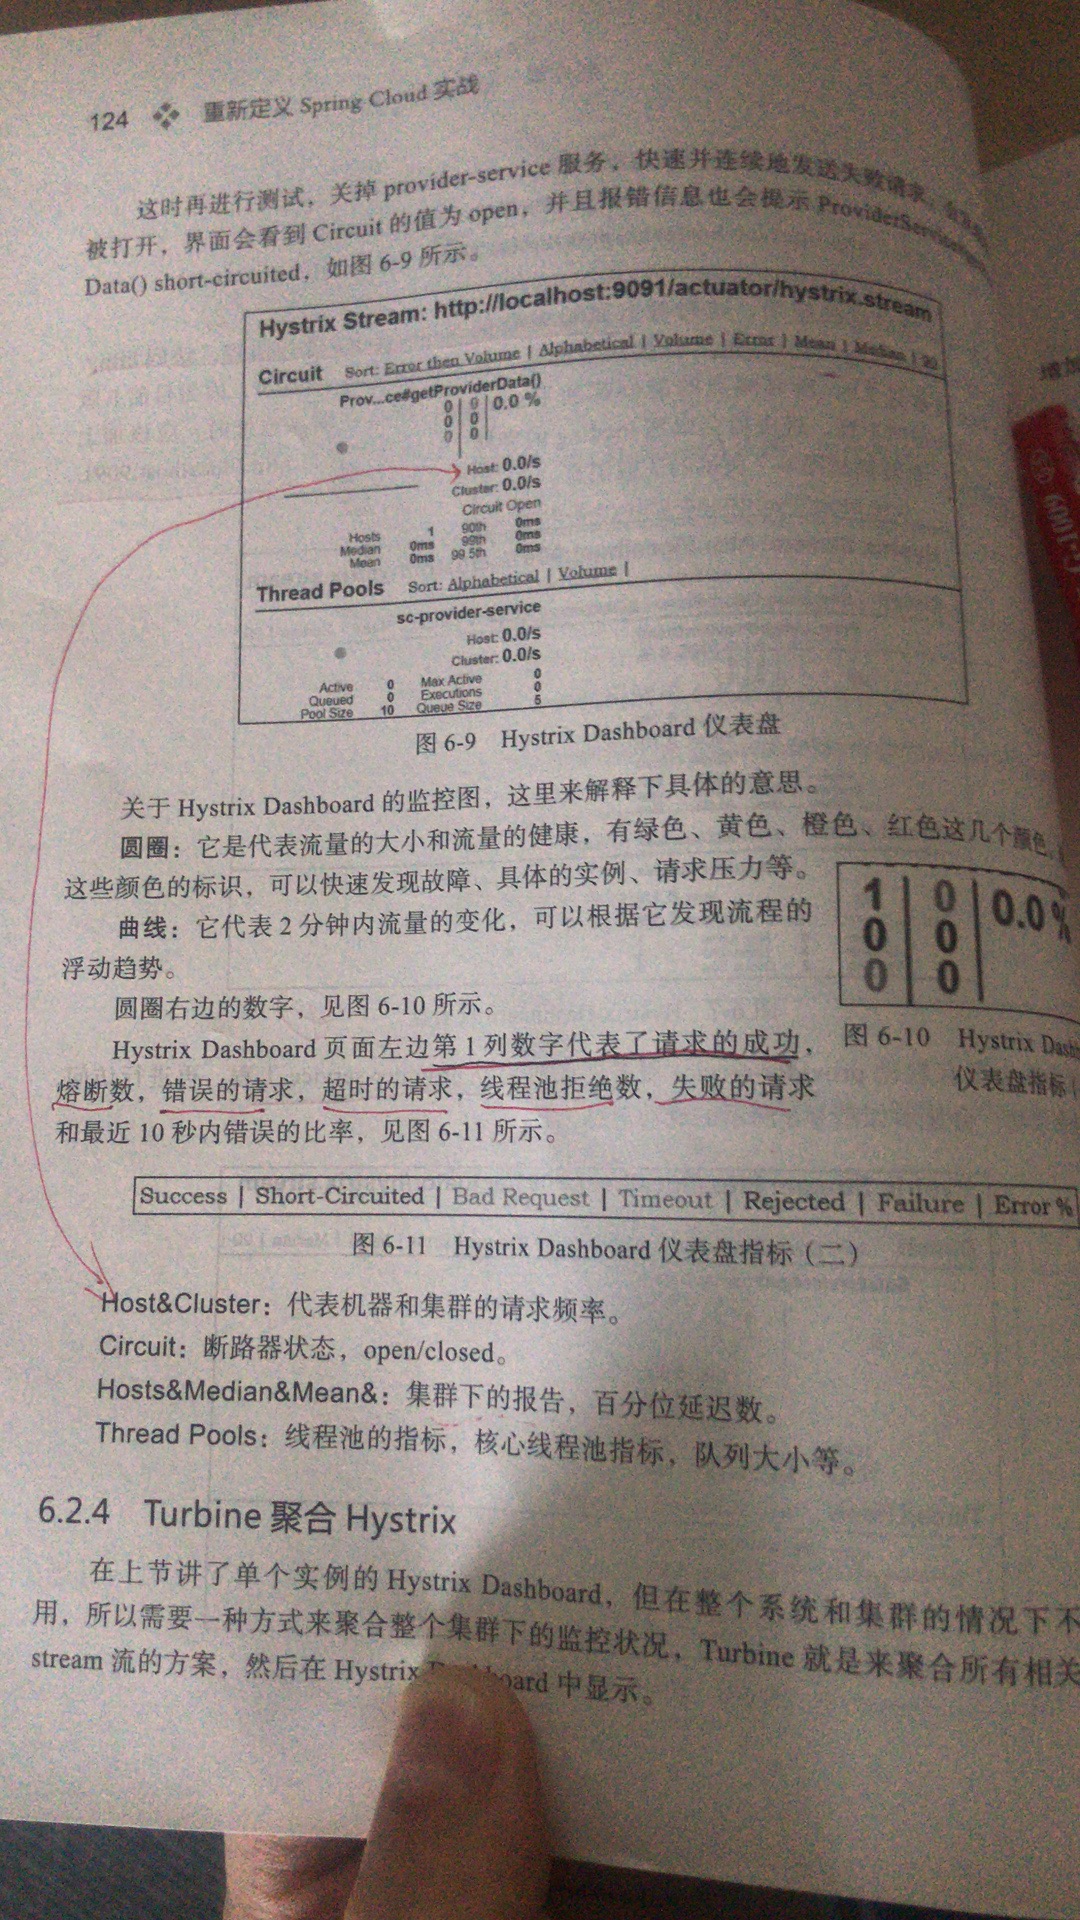 124 重新定义 Spring Cloud 实战
这时再进行测试，关掉 provider-service 服务，快速并连续地发送失败请求，
被打开，界面会看到 Circuit 的值为 open，并且报错信息也会提示
Data() short-circuited，如图 6-9 所示。
Hystrix Stream: http://localhost:9091/actuator/hystrix.stream
Circuit Sort: Error then Volume | Alphabetical | Volume | Error | Mean | Median | 90
Prov...ce#getProviderData()
0 | 0 | 0.0 %
0 | 0 |
0 | 0 |
Host: 0.0/s
Cluster: 0.0/s
Circuit Open
Hosts 1 90th 0ms
Median 0ms 99th 0ms
Mean 0ms 99.5th 0ms
Thread Pools Sort: Alphabetical | Volume |
sc-provider-service
Host: 0.0/s
Cluster: 0.0/s
Active 0 Max Active 0
Queued 0 Executions 0
Pool Size 10 Queue Size 5
图 6-9 Hystrix Dashboard 仪表盘
关于 Hystrix Dashboard 的监控图，这里来解释下具体的意思。
圆圈：它是代表流量的大小和流量的健康，有绿色、黄色、橙色、红色这几个颜色，
这些颜色的标识，可以快速发现故障、具体的实例、请求压力等。
曲线：它代表 2 分钟内流量的变化，可以根据它发现流程的
浮动趋势。
圆圈右边的数字，见图 6-10 所示。
1 | 0 | 0.0 %
0 | 0 |
0 | 0 |
图 6-10 Hystrix
仪表盘指标
Hystrix Dashboard 页面左边第 1 列数字代表了请求的成功，
熔断数，错误的请求，超时的请求，线程池拒绝数，失败的请求
和最近 10 秒内错误的比率，见图 6-11 所示。
Success | Short-Circuited | Bad Request | Timeout | Rejected | Failure | Error %
图 6-11 Hystrix Dashboard 仪表盘指标（二）
Host&Cluster：代表机器和集群的请求频率。
Circuit：断路器状态，open/closed。
Hosts&Median&Mean&：集群下的报告，百分位延迟数。
Thread Pools：线程池的指标，核心线程池指标，队列大小等。
6.2.4 Turbine 聚合 Hystrix
在上节讲了单个实例的 Hystrix Dashboard，但在整个系统和集群的情况下不
用，所以需要一种方式来聚合整个集群下的监控状况，Turbine 就是来聚合所有相关
stream 流的方案，然后在 Hystrix 中显示。